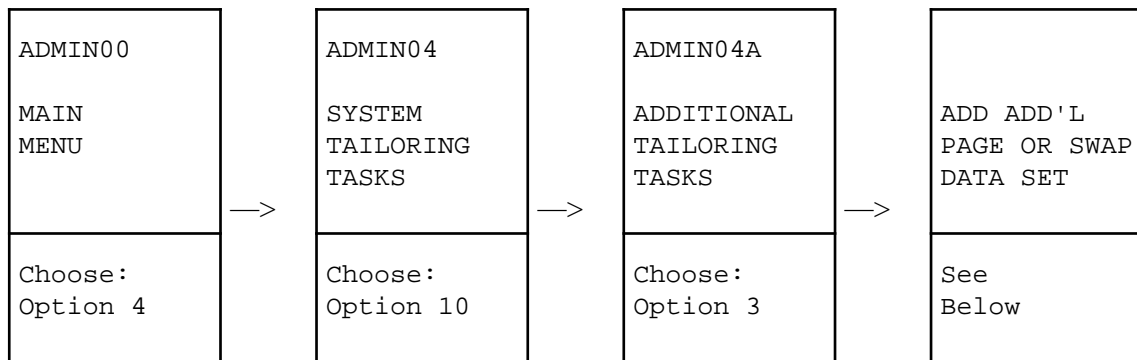 ADMIN00
MAIN
MENU
Choose:
Option 4
—>
ADMIN04
SYSTEM
TAILORING
TASKS
Choose:
Option 10
—>
ADMIN04A
ADDITIONAL
TAILORING
TASKS
Choose:
Option 3
—>
ADD ADD'L
PAGE OR SWAP
DATA SET
See
Below